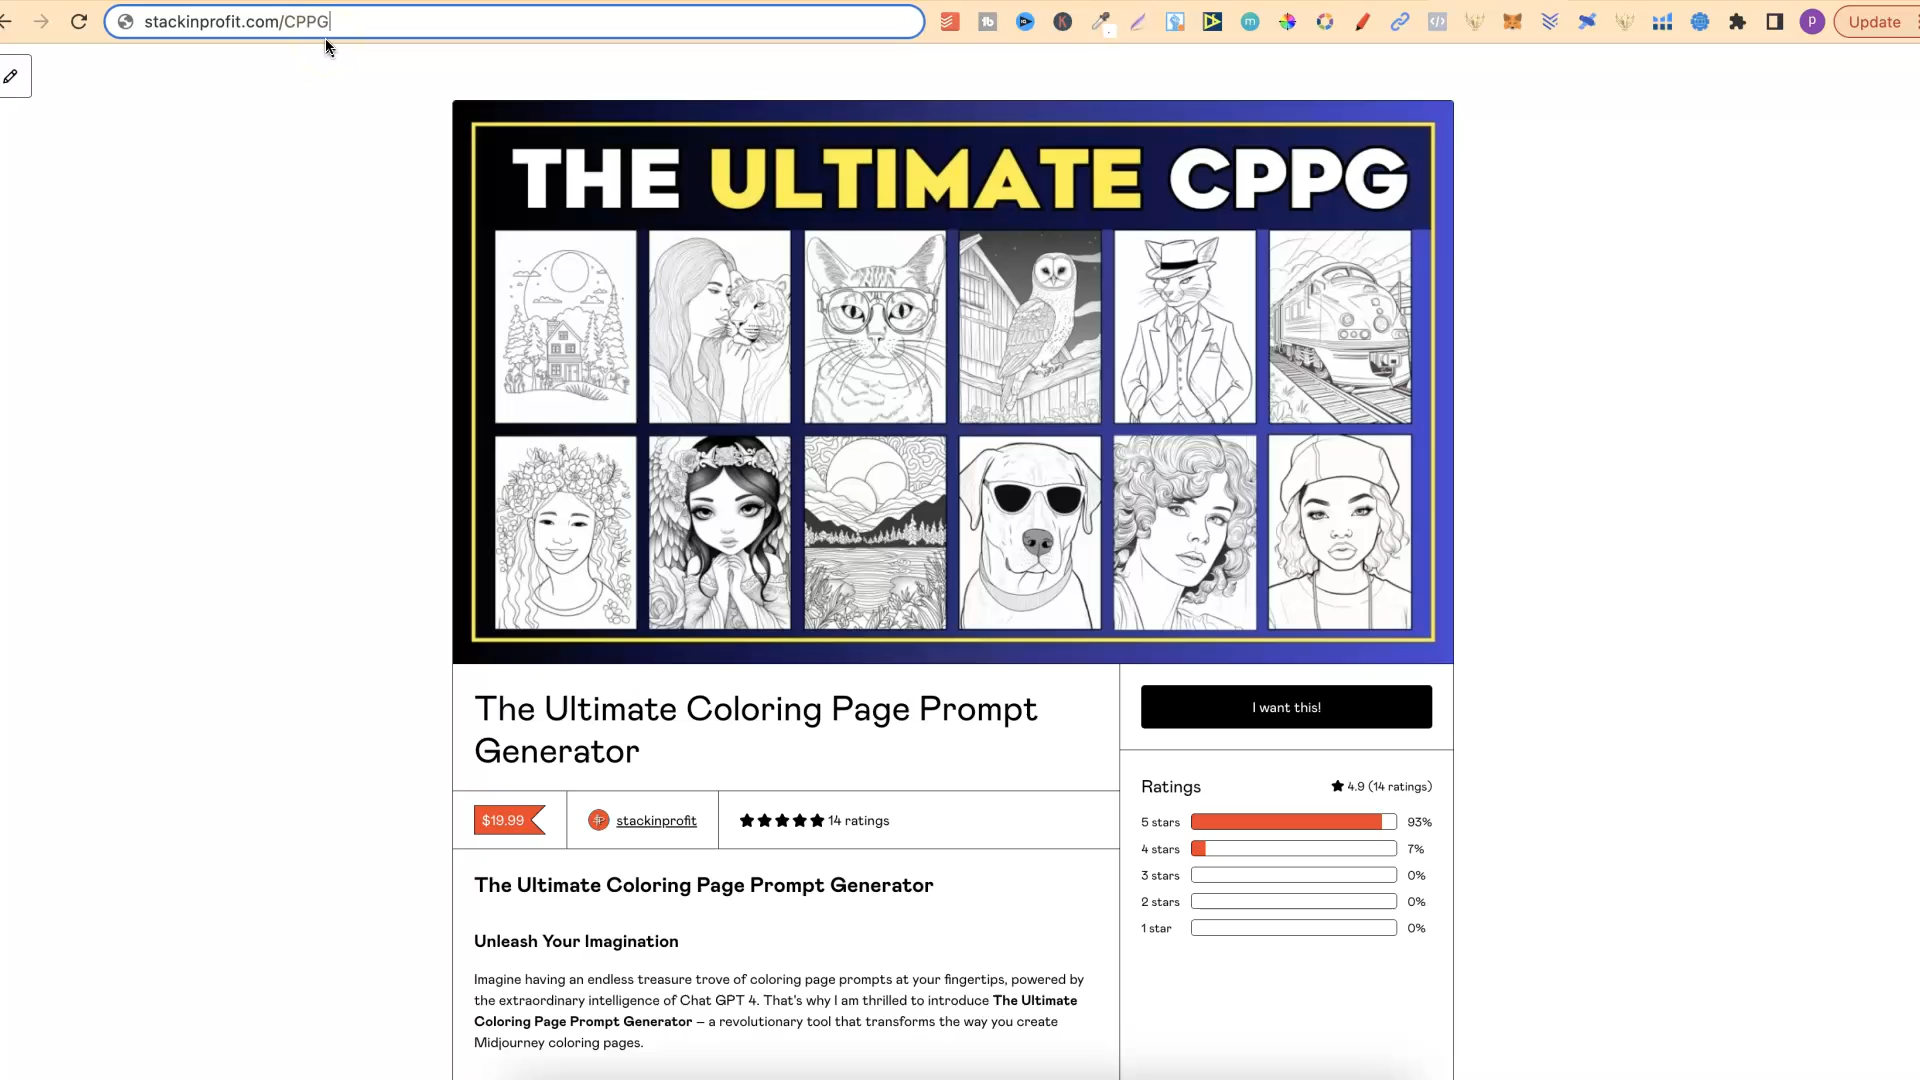 stackinprofit.com/CPPG
P
Update
THE ULTIMATE CPPG
The Ultimate Coloring Page Prompt
Generator
I want this!
$19.99
stackinprofit
14 ratings
Ratings
4.9 (14 ratings)
5 stars
93%
4 stars
7%
3 stars
0%
2 stars
0%
1 star
0%
The Ultimate Coloring Page Prompt Generator
Unleash Your Imagination
Imagine having an endless treasure trove of coloring page prompts at your fingertips, powered by
the extraordinary intelligence of Chat GPT 4. That's why I am thrilled to introduce The Ultimate
Coloring Page Prompt Generator – a revolutionary tool that transforms the way you create
Midjourney coloring pages.